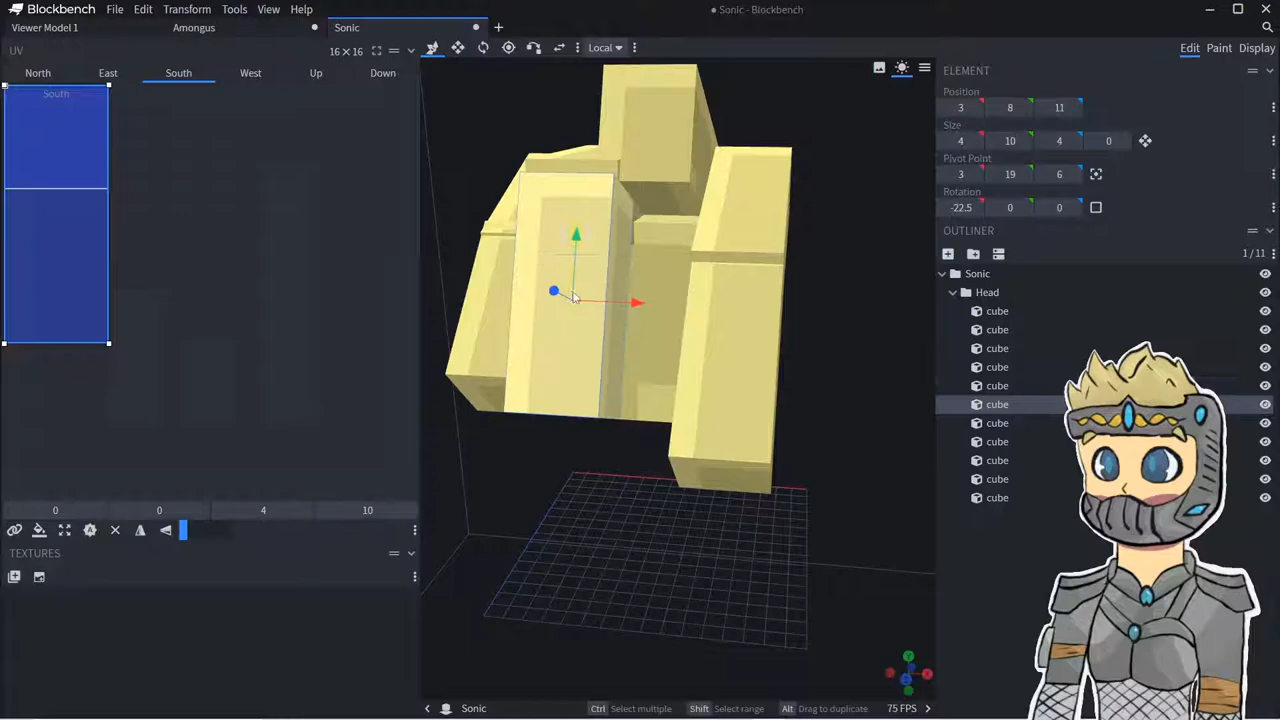 Blockbench File Edit Transform Tools View Help
● Sonic - Blockbench
Viewer Model 1 Amongus Sonic
UV 16×16
Local
Edit Paint Display
North East South West Up Down
South
ELEMENT
Position
3 8 11
Size
4 10 4 0
Pivot Point
3 19 6
Rotation
-22.5 0 0
OUTLINER
1/11
Sonic
Head
cube
cube
cube
cube
cube
cube
cube
cube
cube
cube
cube
0 0 4 10
TEXTURES
Sonic Ctrl Select multiple Shift Select range Alt Drag to duplicate 75 FPS